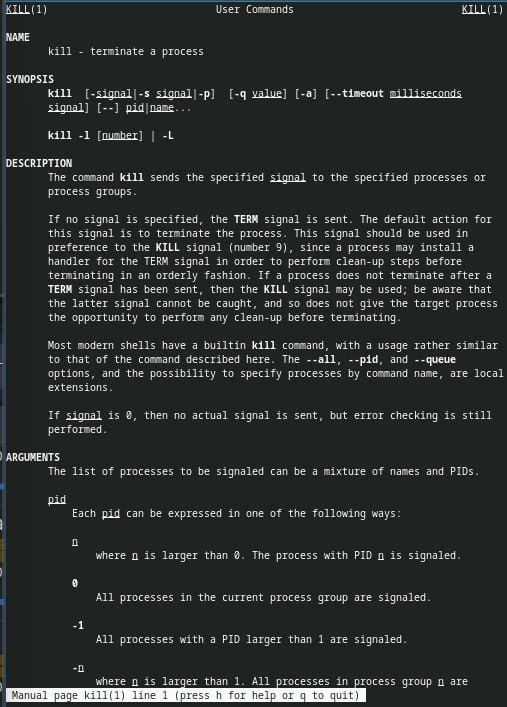 KILL(1) User Commands KILL(1)
NAME
kill - terminate a process
SYNOPSIS
kill [-signal|-s signal|-p] [-q value] [-a] [--timeout milliseconds
signal] [--] pid|name...
kill -l [number] | -L
DESCRIPTION
The command kill sends the specified signal to the specified processes or
process groups.
If no signal is specified, the TERM signal is sent. The default action for
this signal is to terminate the process. This signal should be used in
preference to the KILL signal (number 9), since a process may install a
handler for the TERM signal in order to perform clean-up steps before
terminating in an orderly fashion. If a process does not terminate after a
TERM signal has been sent, then the KILL signal may be used; be aware that
the latter signal cannot be caught, and so does not give the target process
the opportunity to perform any clean-up before terminating.
Most modern shells have a builtin kill command, with a usage rather similar
to that of the command described here. The --all, --pid, and --queue
options, and the possibility to specify processes by command name, are local
extensions.
If signal is 0, then no actual signal is sent, but error checking is still
performed.
ARGUMENTS
The list of processes to be signaled can be a mixture of names and PIDs.
pid
Each pid can be expressed in one of the following ways:
n
where n is larger than 0. The process with PID n is signaled.
0
All processes in the current process group are signaled.
-1
All processes with a PID larger than 1 are signaled.
-n
where n is larger than 1. All processes in process group n are
Manual page kill(1) line 1 (press h for help or q to quit)